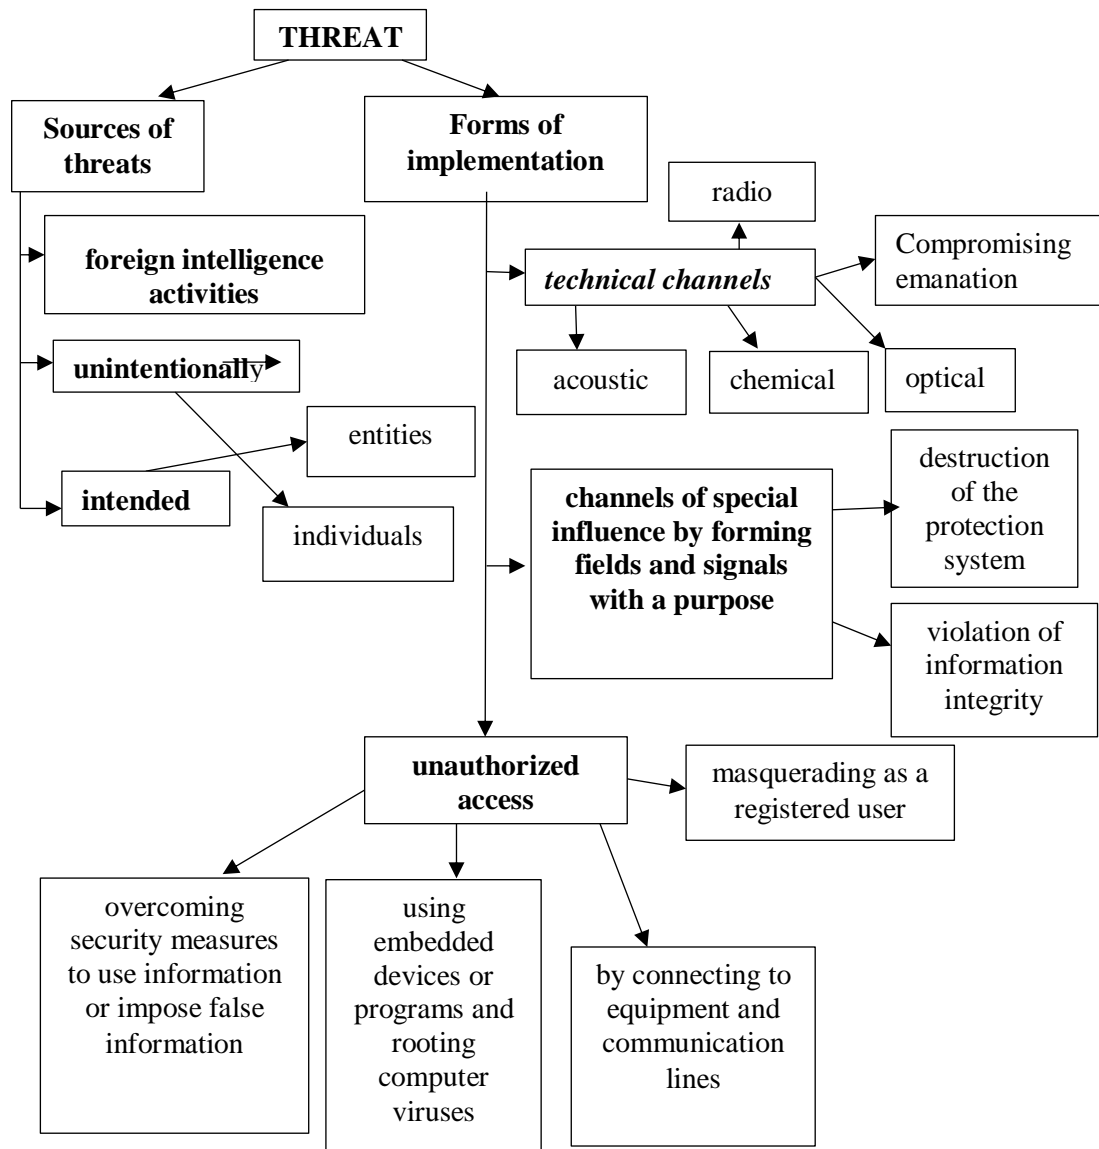 THREAT
Sources of
threats
Forms of
implementation
radio
Compromising
emanation
foreign intelligence
activities
technical channels
unintentionally
acoustic
chemical
optical
entities
intended
individuals
channels of special
influence by forming
fields and signals
with a purpose
destruction
of the
protection
system
violation of
information
integrity
unauthorized
access
masquerading as a
registered user
overcoming
security measures
to use information
or impose false
information
using
embedded
devices or
programs and
rooting
computer
viruses
by connecting to
equipment and
communication
lines